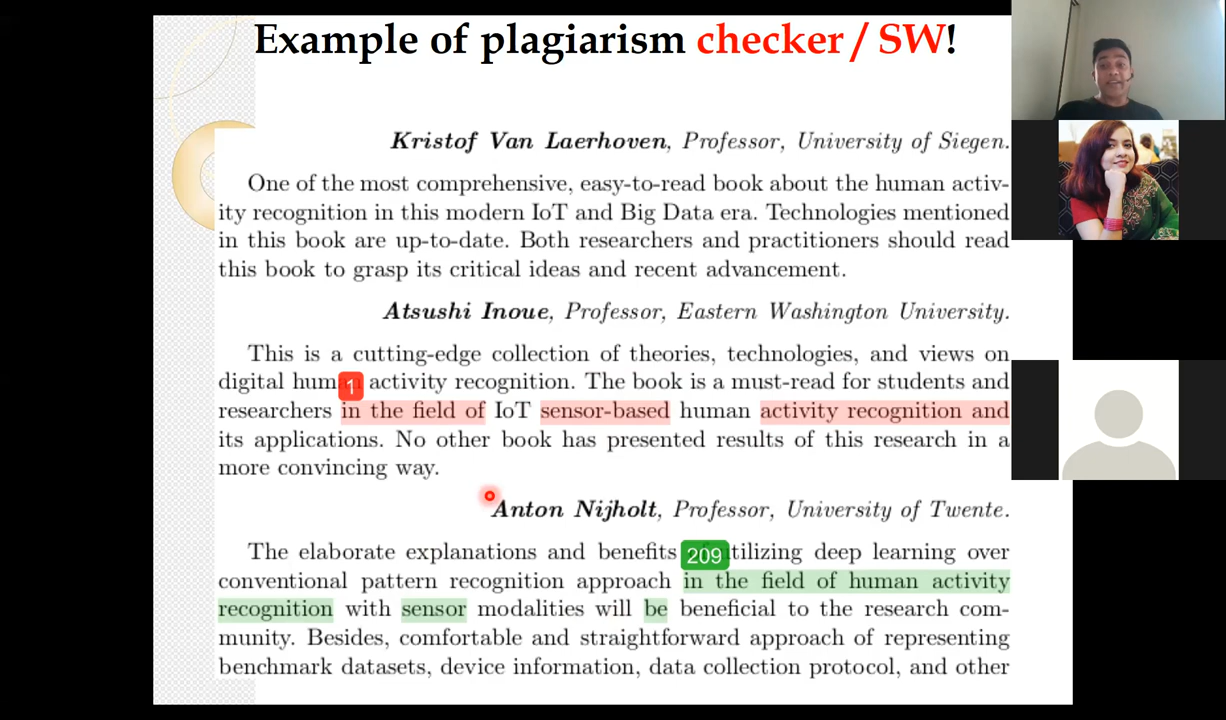 Example of plagiarism checker / SW!
Kristof Van Laerhoven, Professor, University of Siegen.
One of the most comprehensive, easy-to-read book about the human activ-
ity recognition in this modern IoT and Big Data era. Technologies mentioned
in this book are up-to-date. Both researchers and practitioners should read
this book to grasp its critical ideas and recent advancement.
Atsushi Inoue, Professor, Eastern Washington University.
This is a cutting-edge collection of theories, technologies, and views on
digital human 1 activity recognition. The book is a must-read for students and
researchers in the field of IoT sensor-based human activity recognition and
its applications. No other book has presented results of this research in a
more convincing way.
Anton Nijholt, Professor, University of Twente.
The elaborate explanations and benefits 209 utilizing deep learning over
conventional pattern recognition approach in the field of human activity
recognition with sensor modalities will be beneficial to the research com-
munity. Besides, comfortable and straightforward approach of representing
benchmark datasets, device information, data collection protocol, and other